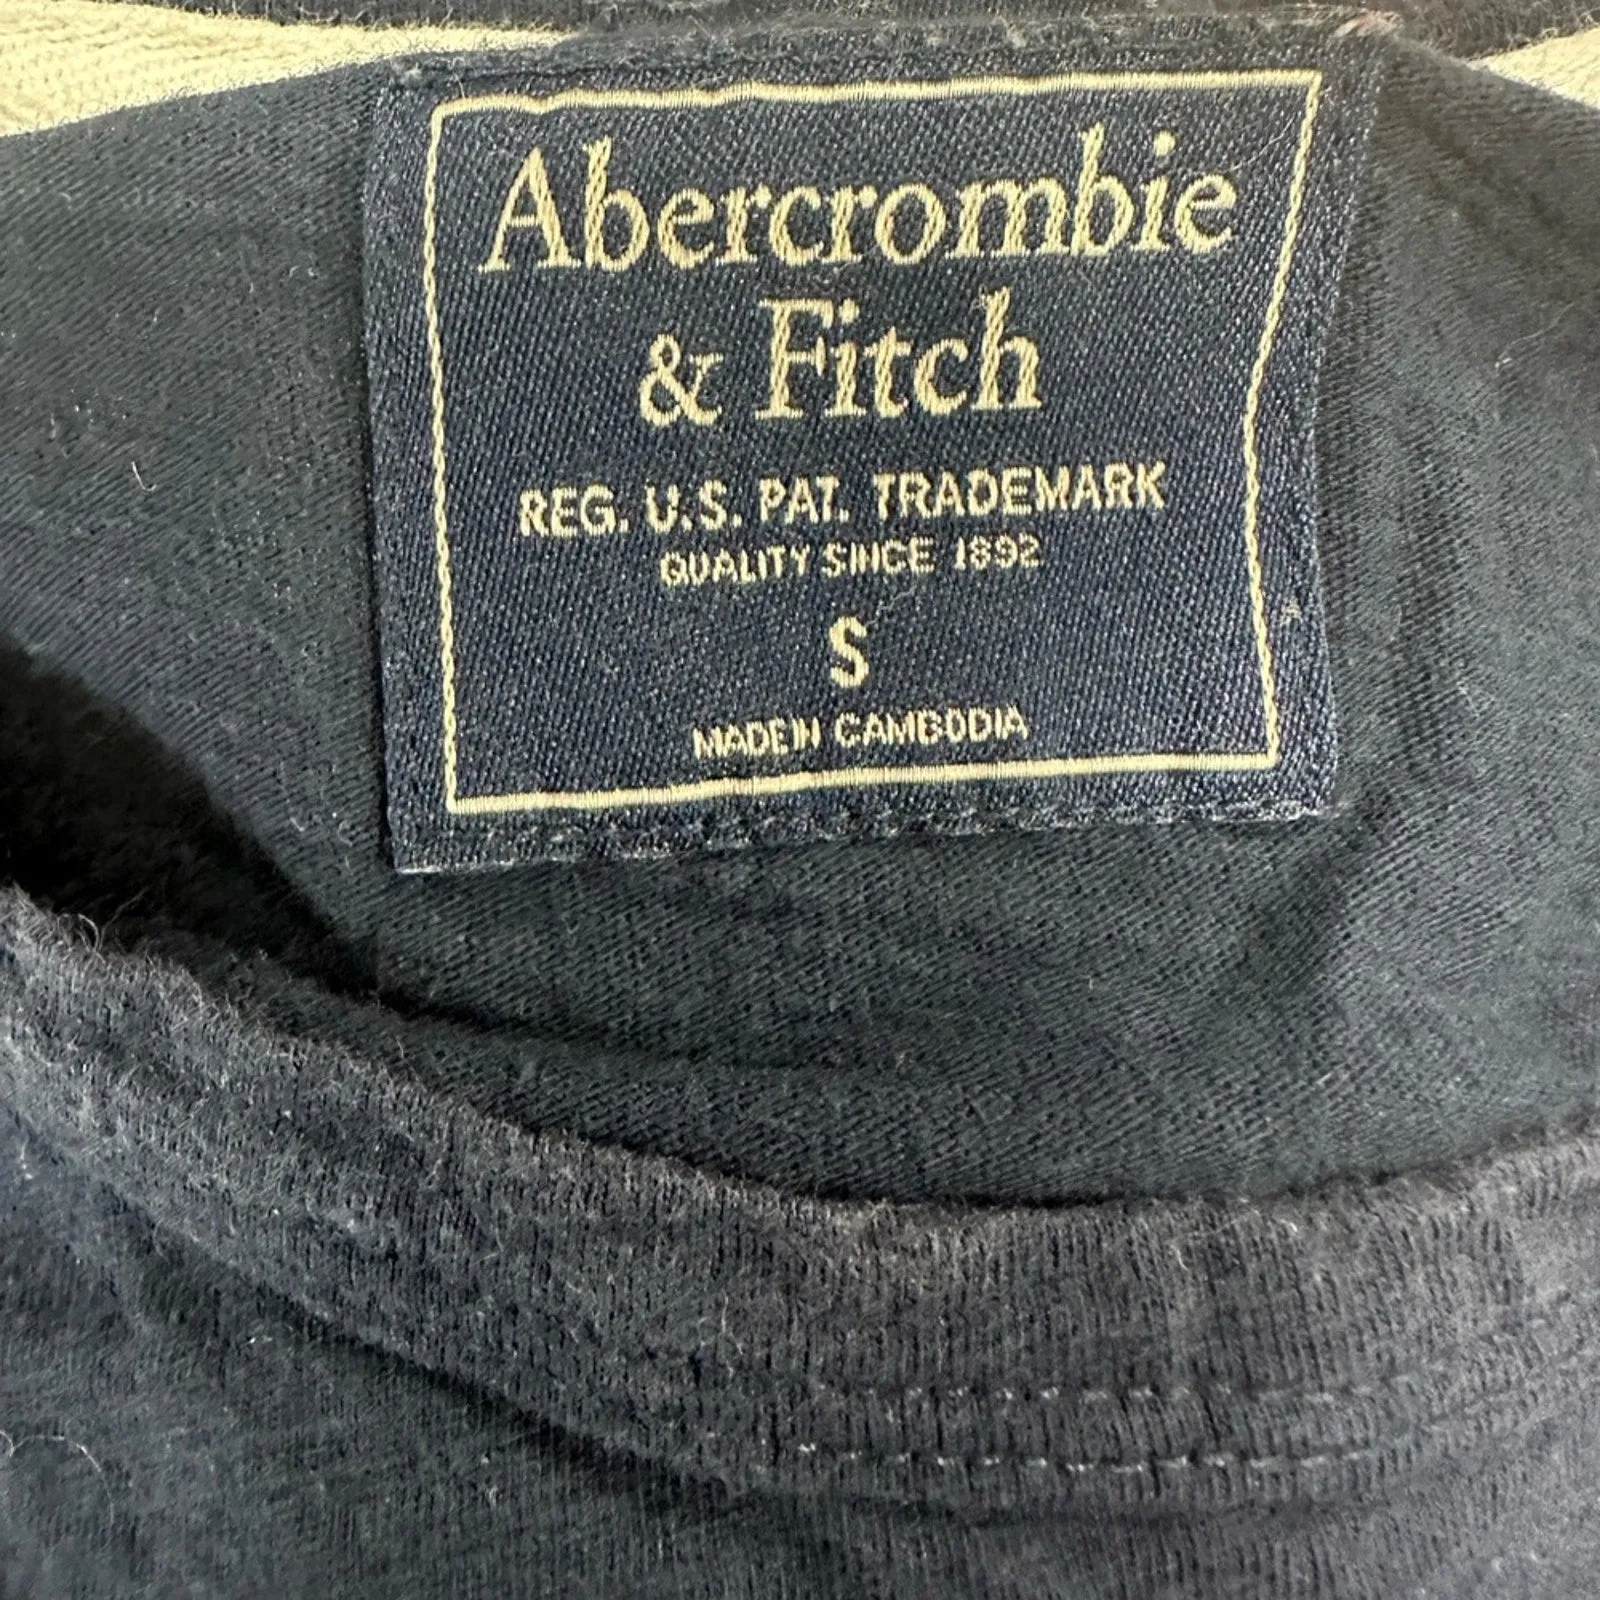 Abercrombie
& Fitch
REG. U.S. PAT. TRADEMARK
QUALITY SINCE 1892
S
MADE IN CAMBODIA